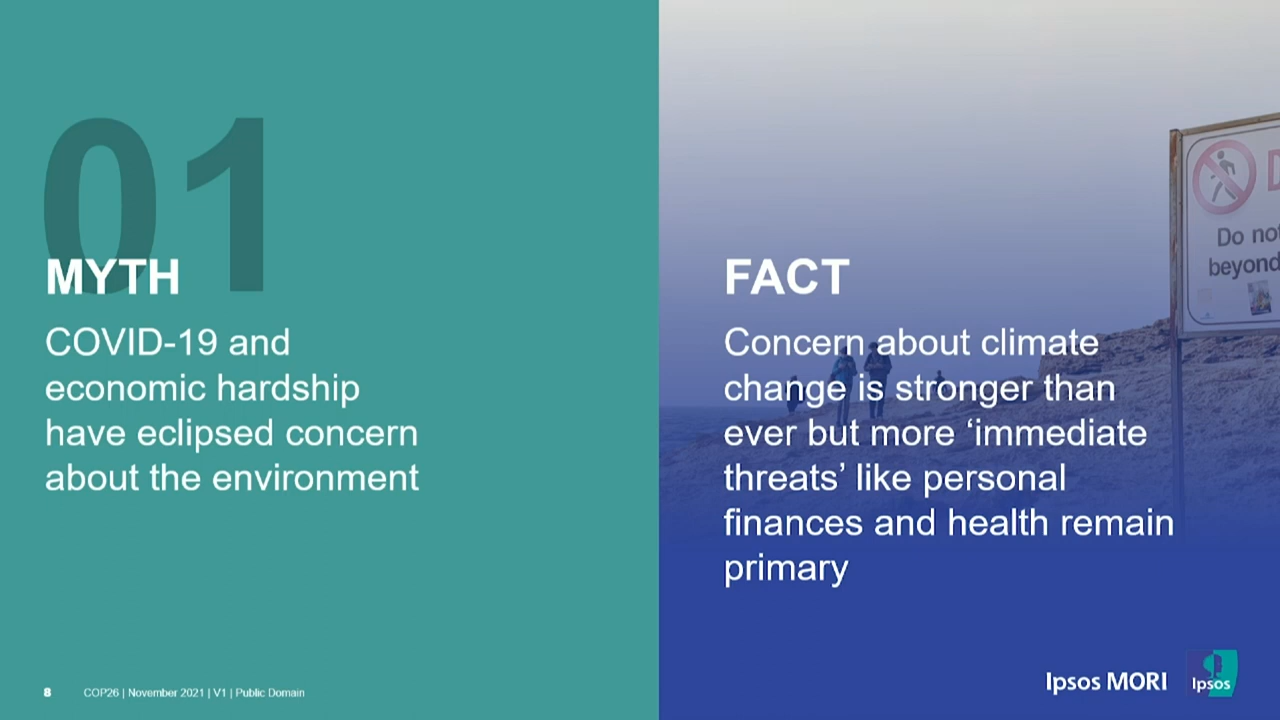 01
MYTH
COVID-19 and
economic hardship
have eclipsed concern
about the environment
FACT
Concern about climate
change is stronger than
ever but more ‘immediate
threats’ like personal
finances and health remain
primary
Do not
beyond
8 COP26 | November 2021 | V1 | Public Domain
Ipsos MORI
Ipsos